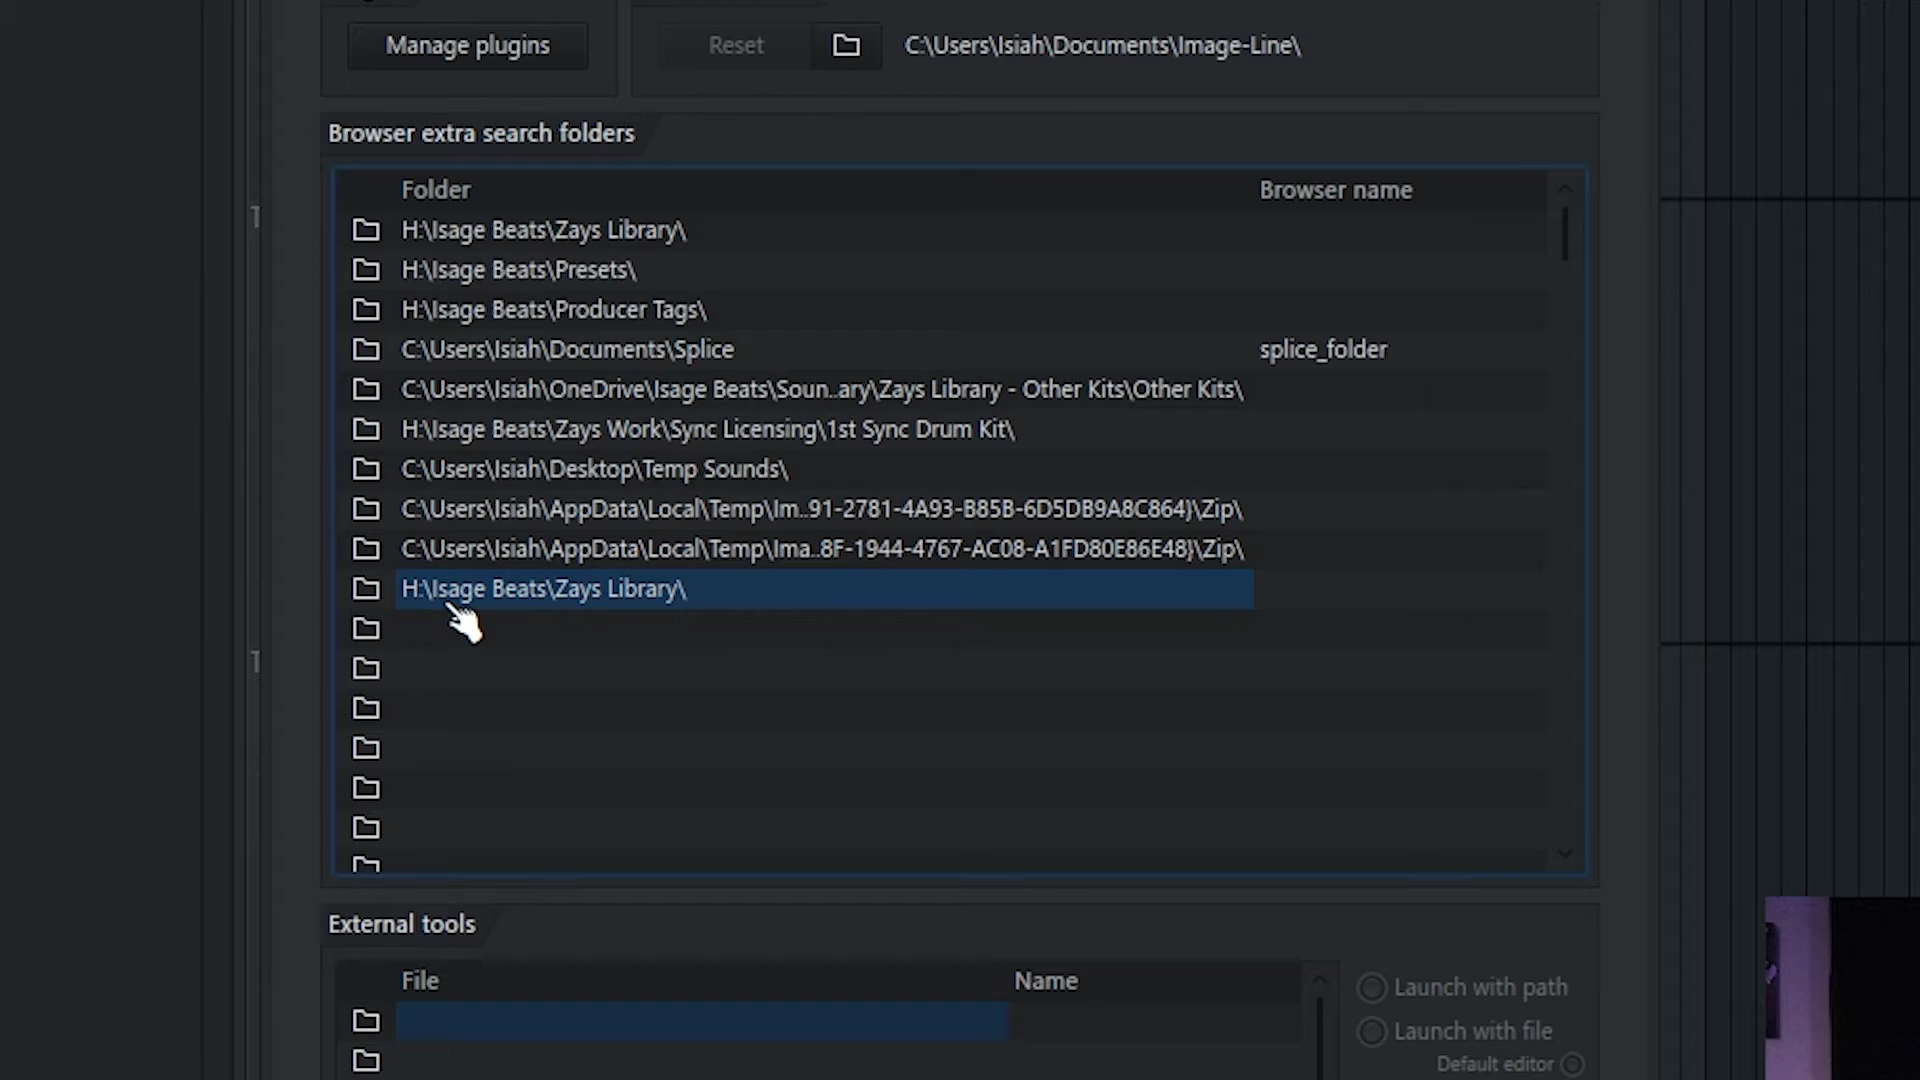 Manage plugins
Reset
C:\Users\Isiah\Documents\Image-Line\
Browser extra search folders
Folder Browser name
H:\Isage Beats\Zays Library\
H:\Isage Beats\Presets\
H:\Isage Beats\Producer Tags\
C:\Users\Isiah\Documents\Splice splice_folder
C:\Users\Isiah\OneDrive\Isage Beats\Soun..ary\Zays Library - Other Kits\Other Kits\
H:\Isage Beats\Zays Work\Sync Licensing\1st Sync Drum Kit\
C:\Users\Isiah\Desktop\Temp Sounds\
C:\Users\Isiah\AppData\Local\Temp\Im..91-2781-4A93-B85B-6D5DB9A8C864}\Zip\
C:\Users\Isiah\AppData\Local\Temp\Ima..8F-1944-4767-AC08-A1FD80E86E48}\Zip\
H:\Isage Beats\Zays Library\
External tools
File Name
Launch with path
Launch with file
Default editor